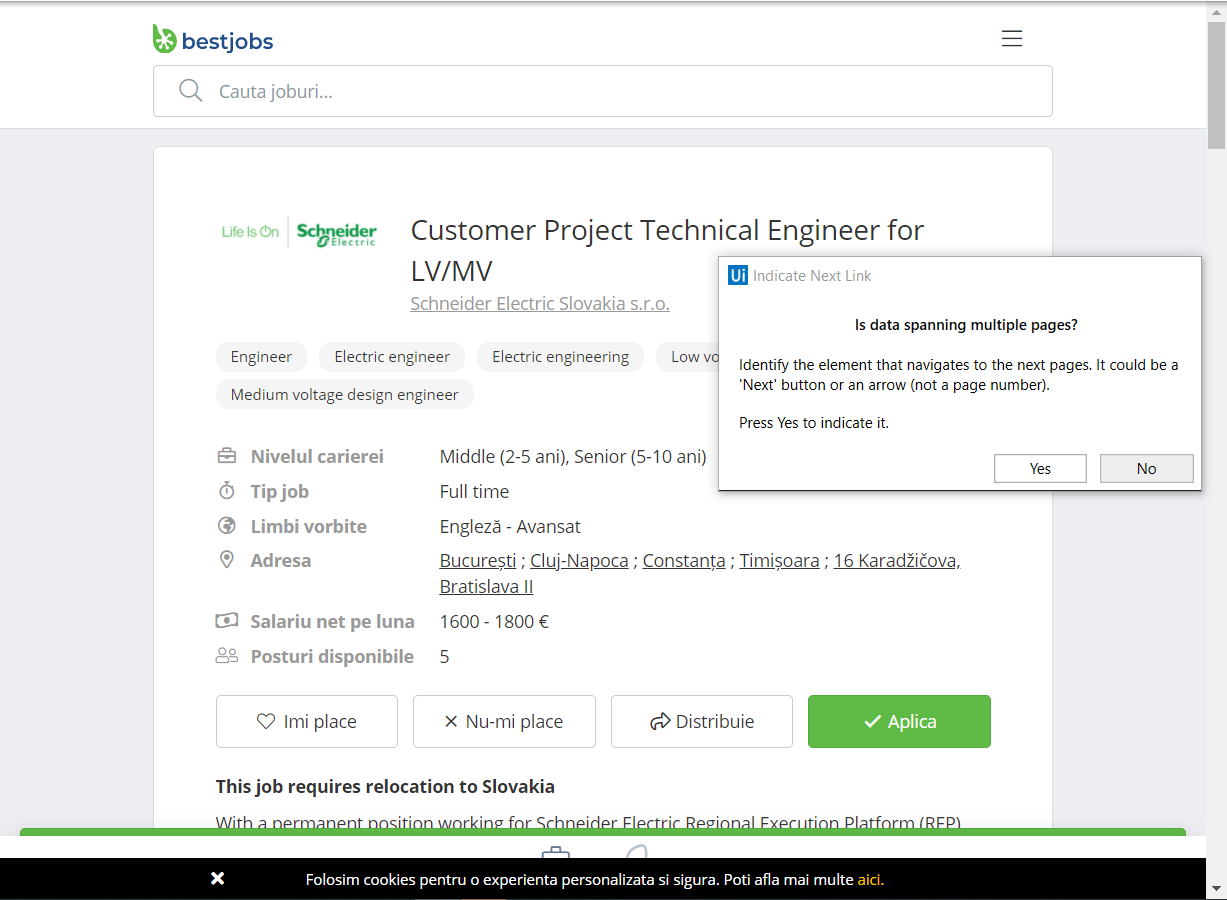 bestjobs
Cauta joburi...
Life Is On Schneider Electric
Customer Project Technical Engineer for
LV/MV
Schneider Electric Slovakia s.r.o.
Engineer Electric engineer Electric engineering Low vo
Medium voltage design engineer
Ui Indicate Next Link
Is data spanning multiple pages?
Identify the element that navigates to the next pages. It could be a
'Next' button or an arrow (not a page number).
Press Yes to indicate it.
Yes No
Nivelul carierei Middle (2-5 ani), Senior (5-10 ani)
Tip job Full time
Limbi vorbite Engleză - Avansat
Adresa București ; Cluj-Napoca ; Constanța ; Timișoara ; 16 Karadžičova,
Bratislava II
Salariu net pe luna 1600 - 1800 €
Posturi disponibile 5
Imi place Nu-mi place Distribuie Aplica
This job requires relocation to Slovakia
With a permanent position working for Schneider Electric Regional Execution Platform (REP)
Folosim cookies pentru o experienta personalizata si sigura. Poti afla mai multe aici.